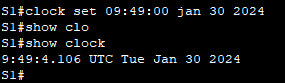 S1#clock set 09:49:00 jan 30 2024
S1#show clo
S1#show clock
9:49:4.106 UTC Tue Jan 30 2024
S1#